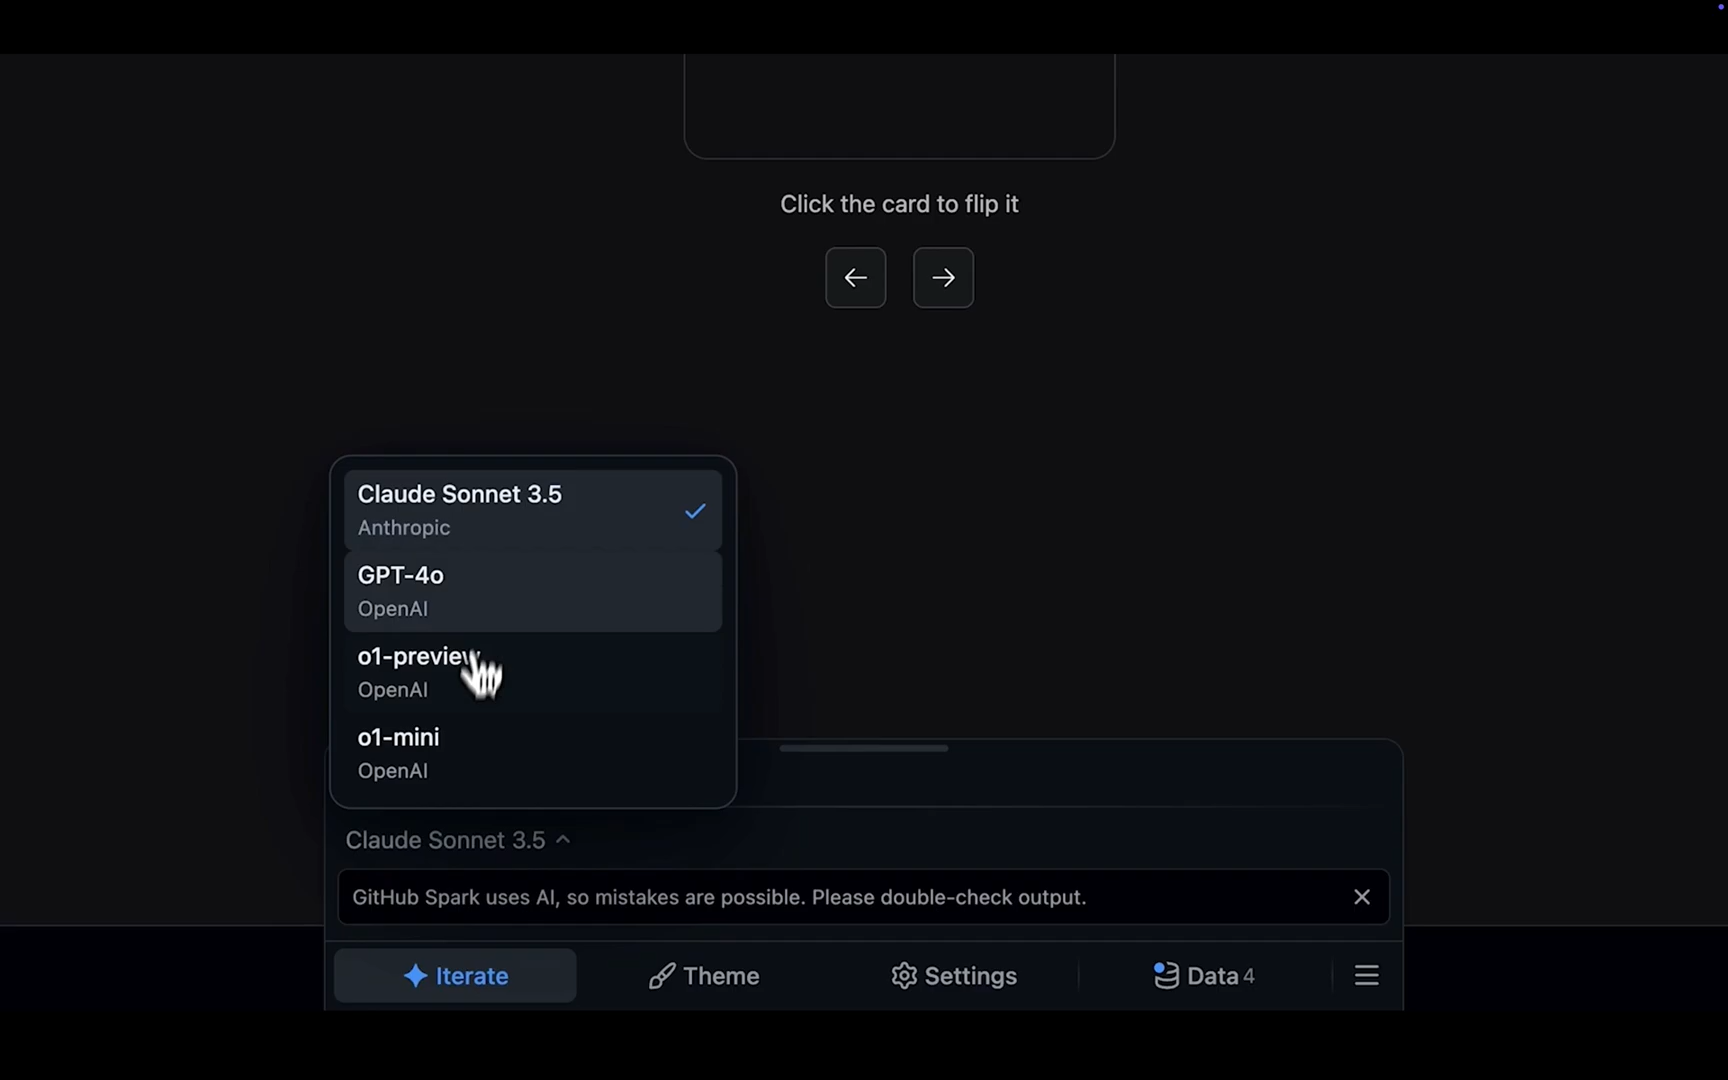 Click the card to flip it
Claude Sonnet 3.5
Anthropic
GPT-4o
OpenAI
o1-preview
OpenAI
o1-mini
OpenAI
Claude Sonnet 3.5
GitHub Spark uses AI, so mistakes are possible. Please double-check output.
Iterate Theme Settings Data 4